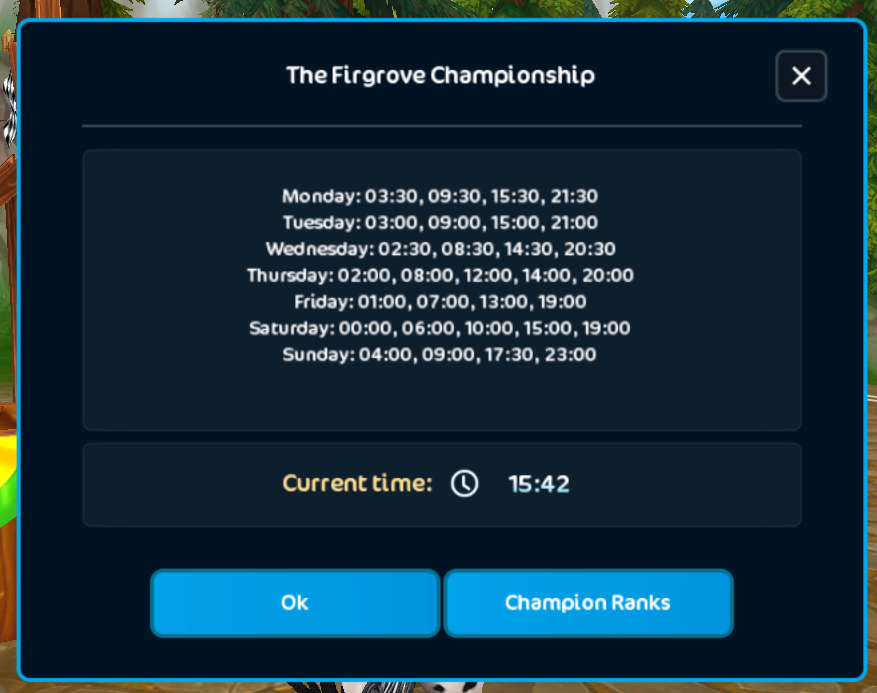 The Firgrove Championship
Monday: 03:30, 09:30, 15:30, 21:30
Tuesday: 03:00, 09:00, 15:00, 21:00
Wednesday: 02:30, 08:30, 14:30, 20:30
Thursday: 02:00, 08:00, 12:00, 14:00, 20:00
Friday: 01:00, 07:00, 13:00, 19:00
Saturday: 00:00, 06:00, 10:00, 15:00, 19:00
Sunday: 04:00, 09:00, 17:30, 23:00
Current time: 15:42
Ok
Champion Ranks